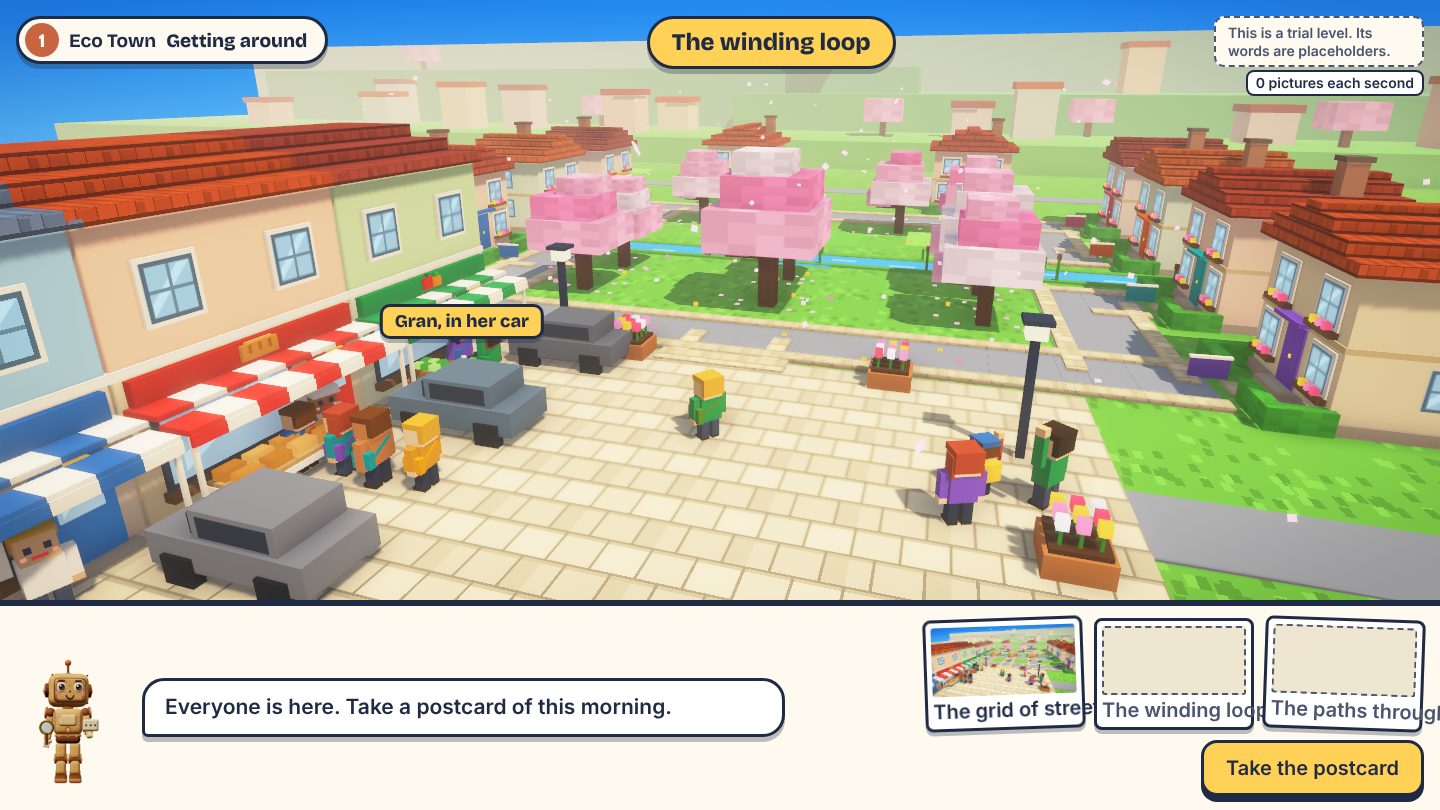 1 Eco Town Getting around
The winding loop
This is a trial level. Its
words are placeholders.
0 pictures each second
Gran, in her car
Everyone is here. Take a postcard of this morning.
The grid of
The winding loop
The paths through
Take the postcard